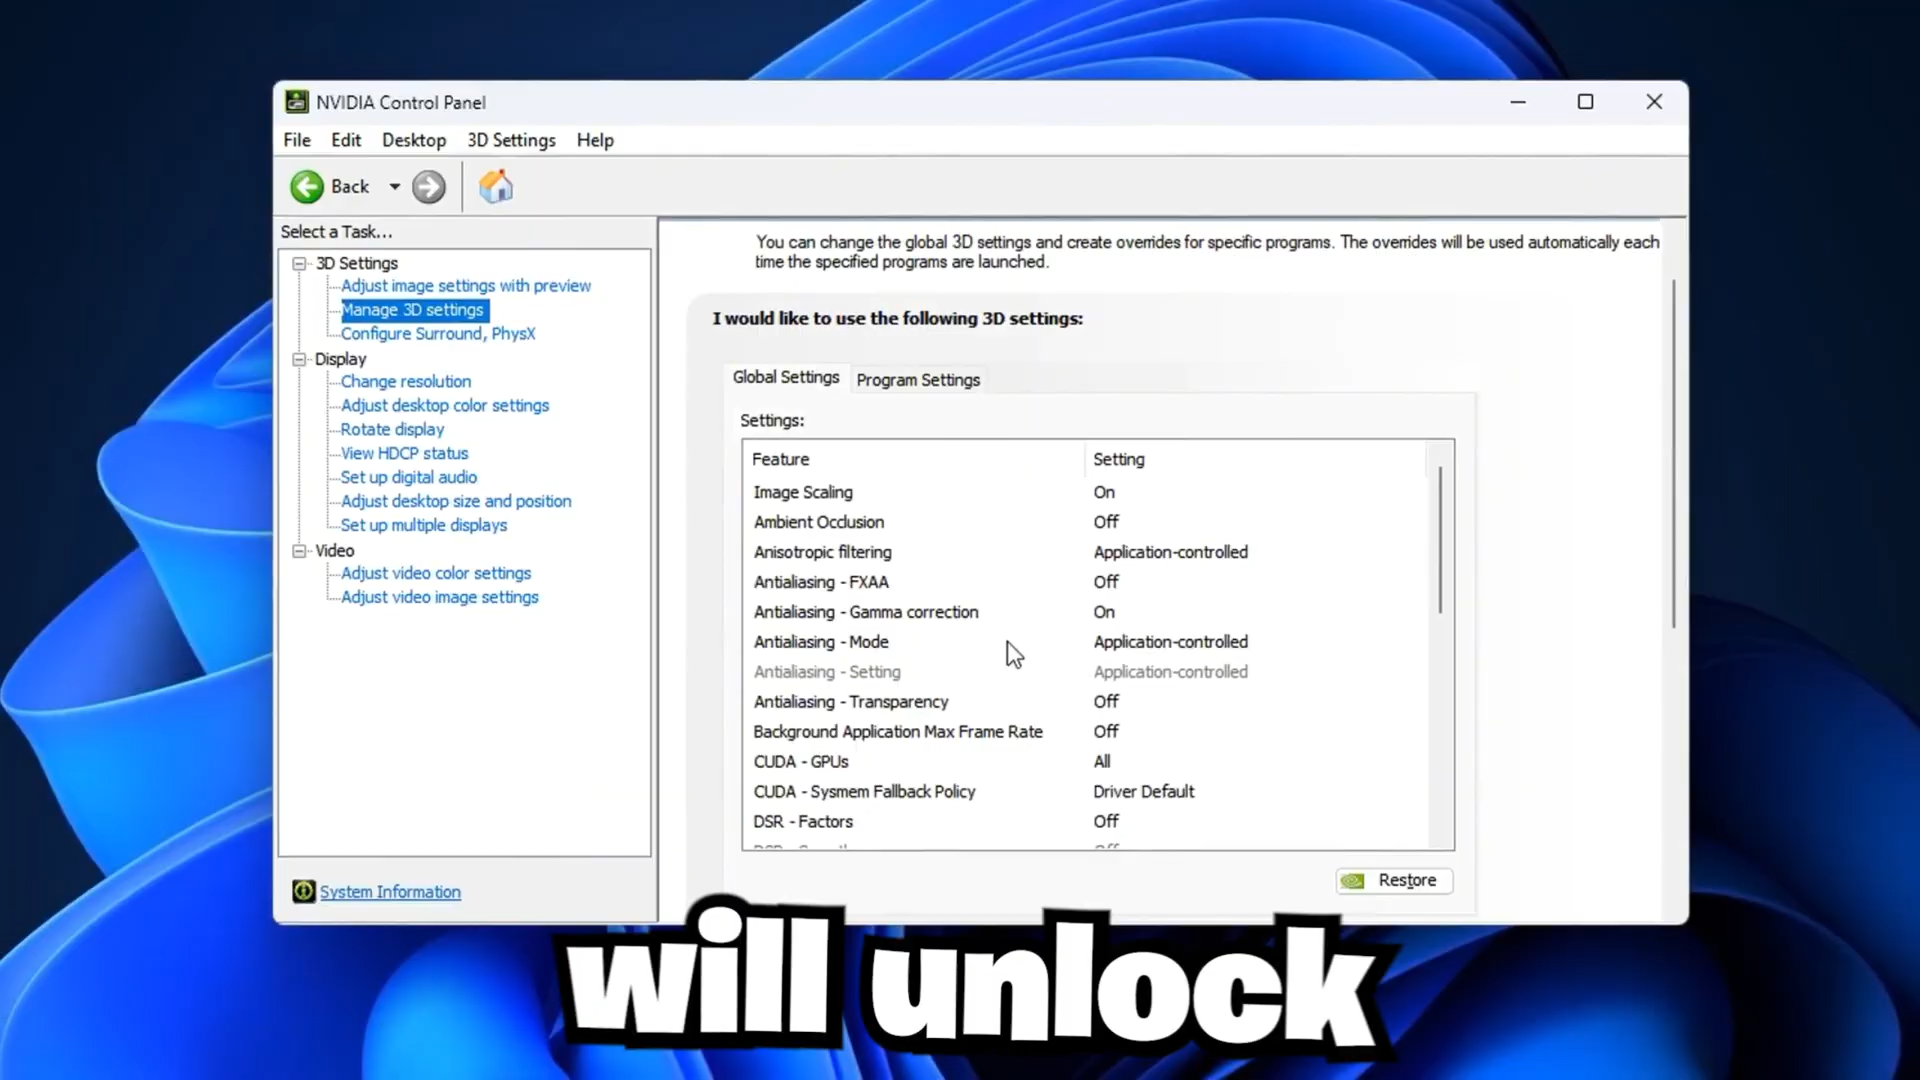 NVIDIA Control Panel
File Edit Desktop 3D Settings Help
Back
Select a Task...
3D Settings
Adjust image settings with preview
Manage 3D settings
Configure Surround, PhysX
Display
Change resolution
Adjust desktop color settings
Rotate display
View HDCP status
Set up digital audio
Adjust desktop size and position
Set up multiple displays
Video
Adjust video color settings
Adjust video image settings
System Information
You can change the global 3D settings and create overrides for specific programs. The overrides will be used automatically each
time the specified programs are launched.
I would like to use the following 3D settings:
Global Settings Program Settings
Settings:
Feature Setting
Image Scaling On
Ambient Occlusion Off
Anisotropic filtering Application-controlled
Antialiasing - FXAA Off
Antialiasing - Gamma correction On
Antialiasing - Mode Application-controlled
Antialiasing - Setting Application-controlled
Antialiasing - Transparency Off
Background Application Max Frame Rate Off
CUDA - GPUs All
CUDA - Sysmem Fallback Policy Driver Default
DSR - Factors Off
Restore
will unlock